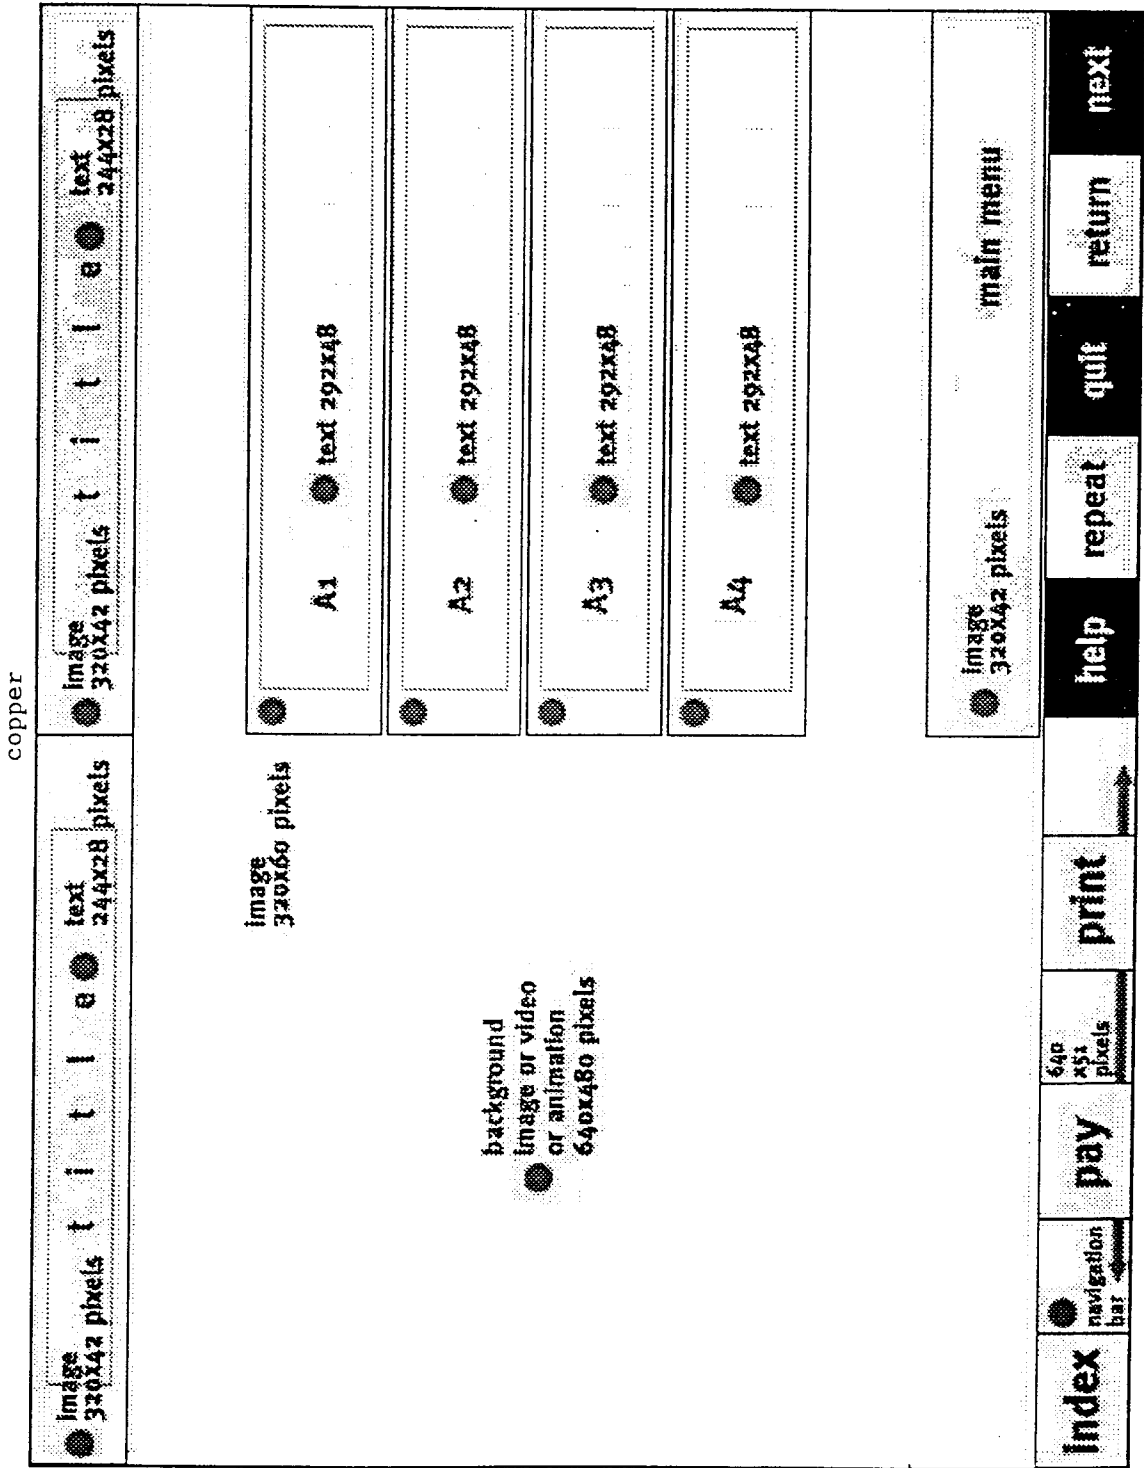 copper
image
320x42 pixels
t i t l e
text
244x28 pixels
image
320x42 pixels
t i t l e
text
244x28 pixels
image
320x60 pixels
A1
text 292x48
A2
text 292x48
A3
text 292x48
A4
text 292x48
background
image or video
or animation
640x480 pixels
image
320x42 pixels
main menu
index
navigation
bar
pay
640
x51
pixels
print
help
repeat
quit
return
next